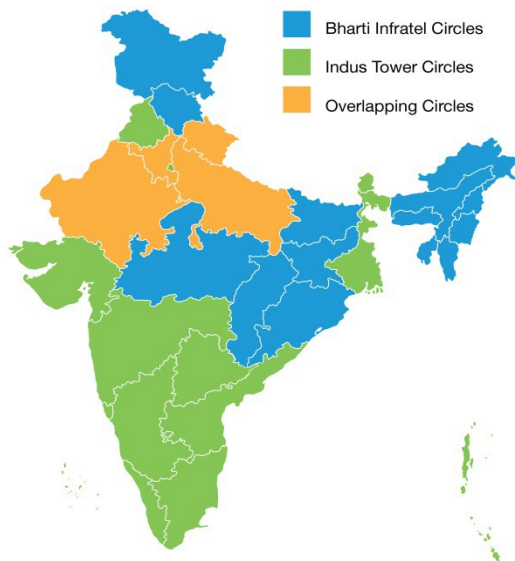 Bharti Infratel Circles
Indus Tower Circles
Overlapping Circles